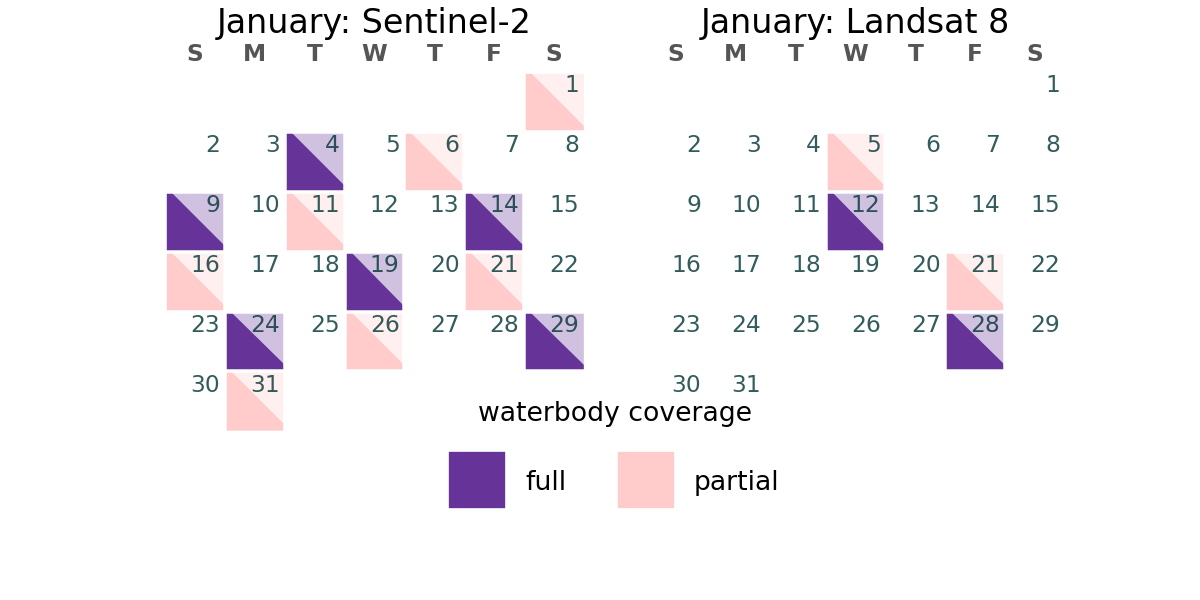 January: Sentinel-2
S M T W T F S
1
2 3 4 5 6 7 8
9 10 11 12 13 14 15
16 17 18 19 20 21 22
23 24 25 26 27 28 29
30 31
January: Landsat 8
S M T W T F S
1
2 3 4 5 6 7 8
9 10 11 12 13 14 15
16 17 18 19 20 21 22
23 24 25 26 27 28 29
30 31
waterbody coverage
full partial